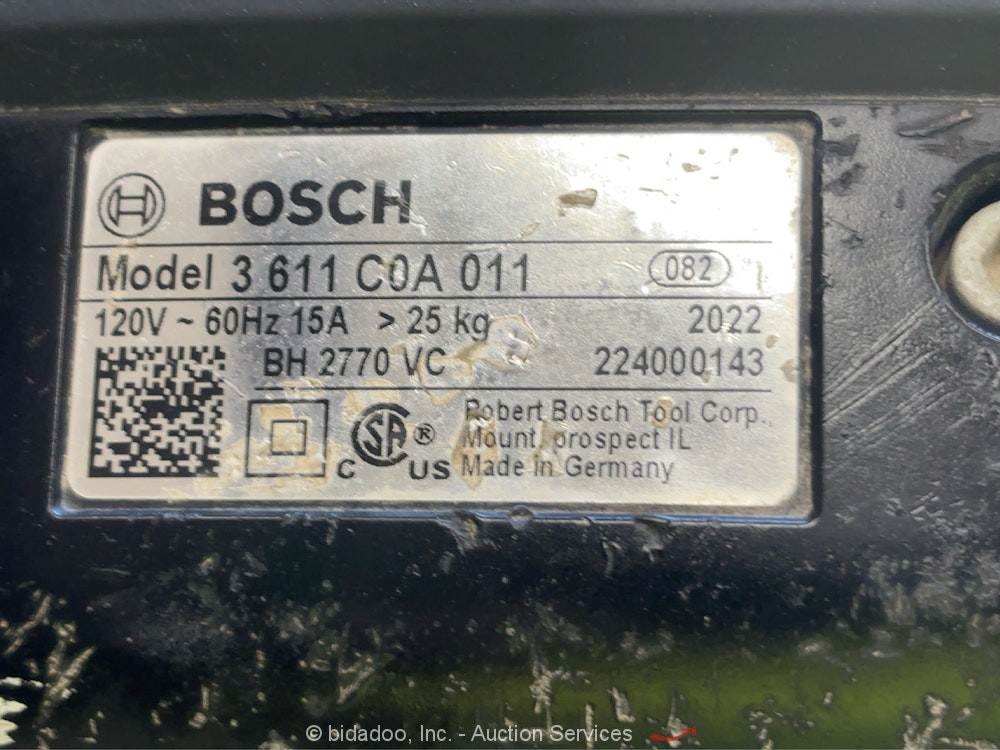 BOSCH
Model 3 611 C0A 011 082
120V ~ 60Hz 15A > 25 kg 2022
BH 2770 VC 224000143
Robert Bosch Tool Corp.,
Mount. prospect IL
C SA ® US Made in Germany
© bidadoo, Inc. - Auction Services